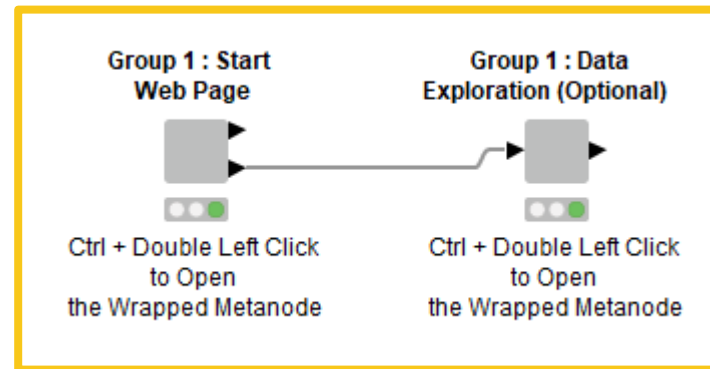 Group 1 : Start
Web Page
Group 1 : Data
Exploration (Optional)
Ctrl + Double Left Click
to Open
the Wrapped Metanode
Ctrl + Double Left Click
to Open
the Wrapped Metanode